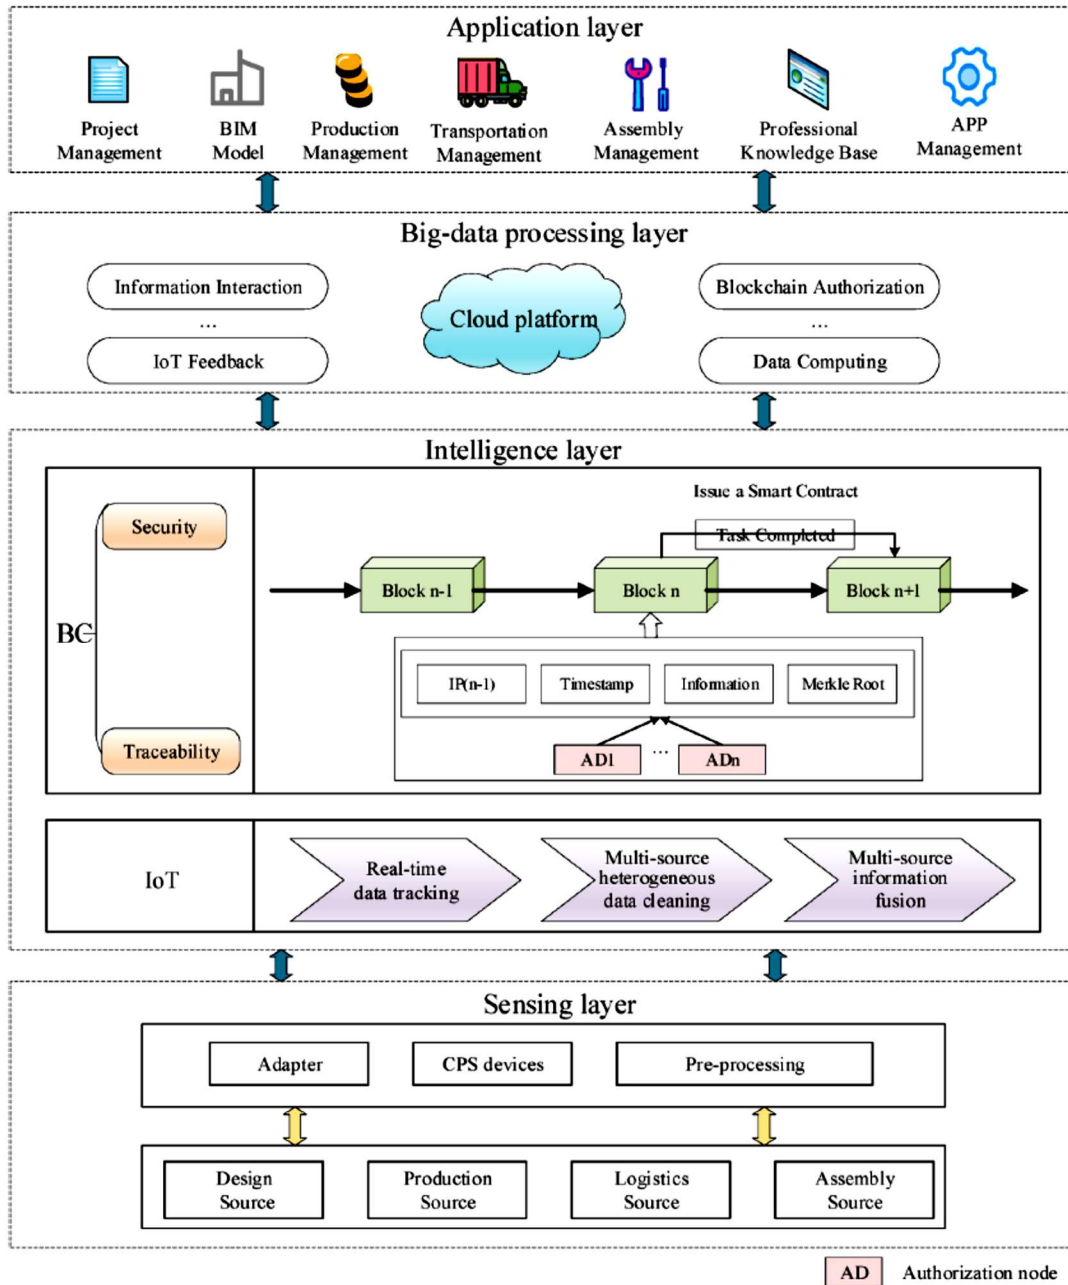 Application layer
Project
Management
BIM
Model
Production
Management
Transportation
Management
Assembly
Management
Professional
Knowledge Base
APP
Management
Big-data processing layer
Information Interaction
...
IoT Feedback
Cloud platform
Blockchain Authorization
...
Data Computing
Intelligence layer
BC
Security
Traceability
Issue a Smart Contract
Task Completed
Block n-1
Block n
Block n+1
IP(n-1)
Timestamp
Information
Merkle Root
AD1
...
ADn
IoT
Real-time
data tracking
Multi-source
heterogeneous
data cleaning
Multi-source
information
fusion
Sensing layer
Adapter
CPS devices
Pre-processing
Design
Source
Production
Source
Logistics
Source
Assembly
Source
AD
Authorization node